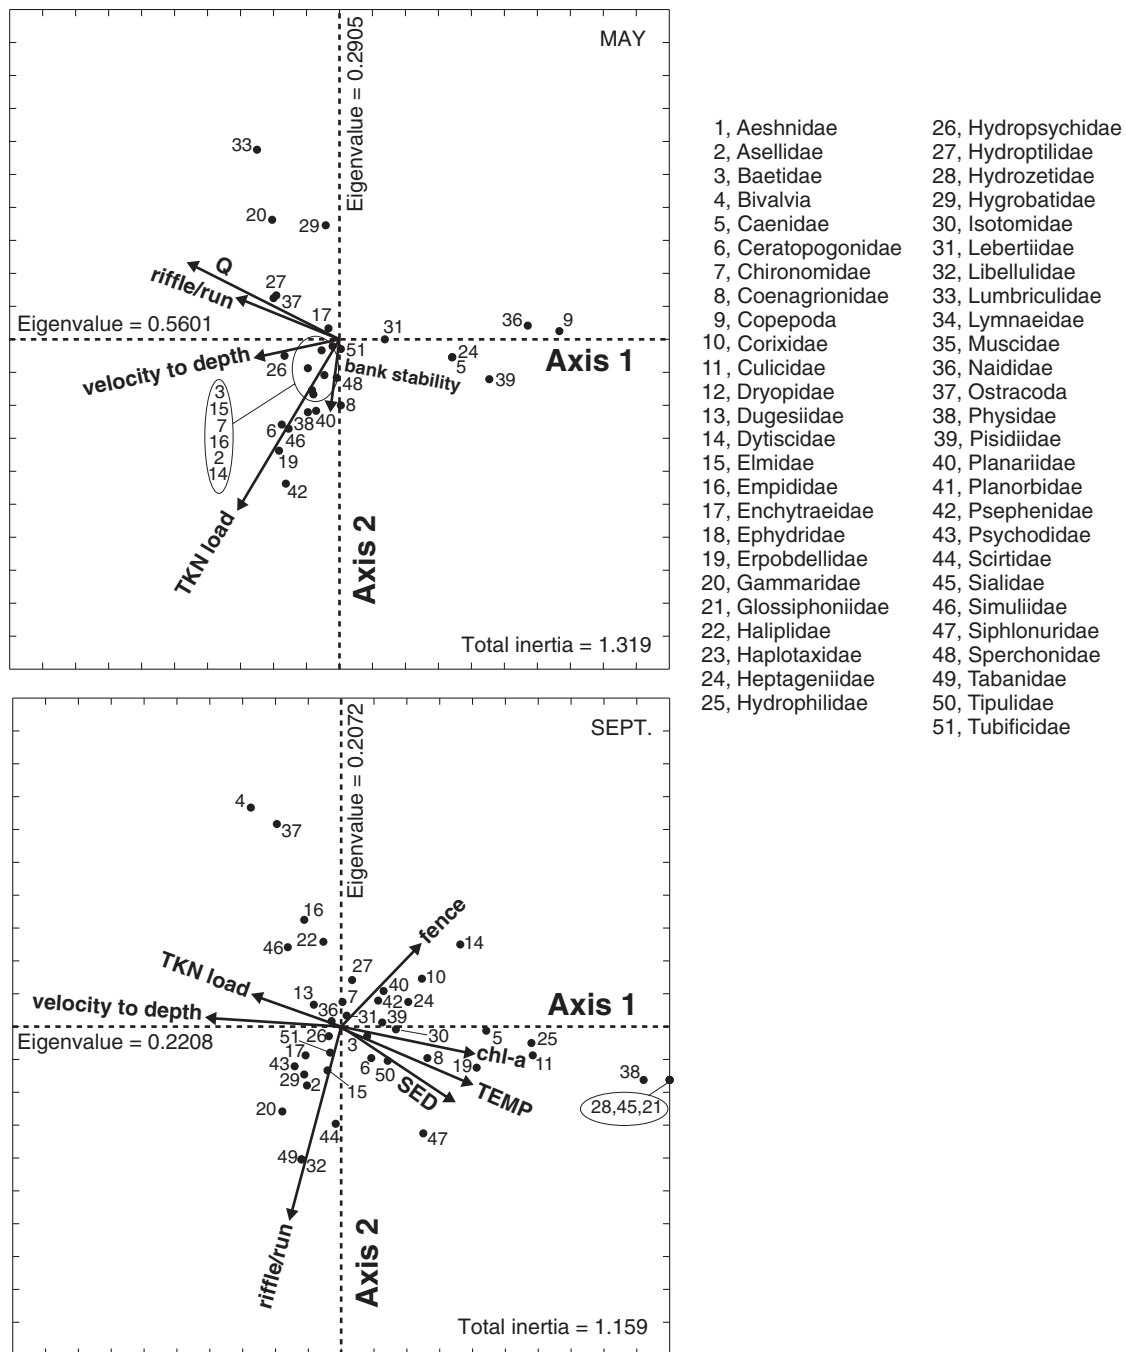 MAY
Eigenvalue = 0.2905
33
20
29
Q
riffle/run
27
37
17
Eigenvalue = 0.5601
31
36
9
Axis 1
velocity to depth
26
51
bank stability
24
5
39
48
3
15
7
16
2
14
8
6
38
40
46
19
42
TKN load
Axis 2
Total inertia = 1.319
1, Aeshnidae
2, Asellidae
3, Baetidae
4, Bivalvia
5, Caenidae
6, Ceratopogonidae
7, Chironomidae
8, Coenagrionidae
9, Copepoda
10, Corixidae
11, Culicidae
12, Dryopidae
13, Dugesiidae
14, Dytiscidae
15, Elmidae
16, Empididae
17, Enchytraeidae
18, Ephydridae
19, Erpobdellidae
20, Gammaridae
21, Glossiphoniidae
22, Haliplidae
23, Haplotaxidae
24, Heptageniidae
25, Hydrophilidae
26, Hydropsychidae
27, Hydroptilidae
28, Hydrozetidae
29, Hygrobatidae
30, Isotomidae
31, Lebertiidae
32, Libellulidae
33, Lumbriculidae
34, Lymnaeidae
35, Muscidae
36, Naididae
37, Ostracoda
38, Physidae
39, Pisidiidae
40, Planariidae
41, Planorbidae
42, Psephenidae
43, Psychodidae
44, Scirtidae
45, Sialidae
46, Simuliidae
47, Siphlonuridae
48, Sperchonidae
49, Tabanidae
50, Tipulidae
51, Tubificidae
SEPT.
Eigenvalue = 0.2072
4
37
16
22
46
fence
14
TKN load
27
10
13
7
40
42
24
velocity to depth
36
31
39
Axis 1
Eigenvalue = 0.2208
51
26
3
30
5
25
17
6
50
8
19
chl-a
11
43
29
2
15
SED
TEMP
38
28,45,21
20
44
47
49
32
riffle/run
Axis 2
Total inertia = 1.159